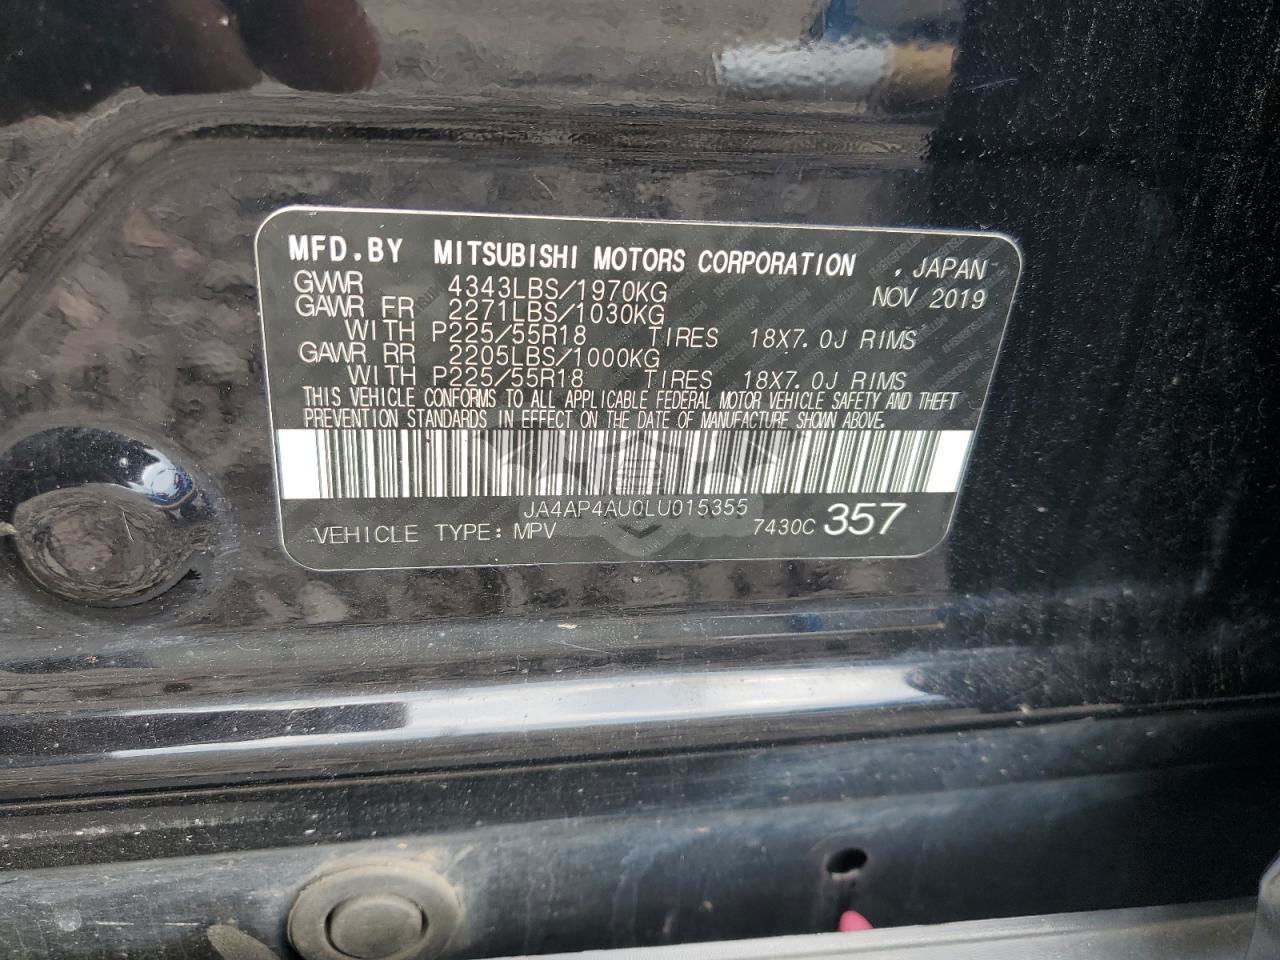 MFD.BY MITSUBISHI MOTORS CORPORATION , JAPAN
GVWR 4343LBS/1970KG NOV 2019
GAWR FR 2271LBS/1030KG
WITH P225/55R18 TIRES 18X7.0J RIMS
GAWR RR 2205LBS/1000KG
WITH P225/55R18 TIRES 18X7.0J RIMS
THIS VEHICLE CONFORMS TO ALL APPLICABLE FEDERAL MOTOR VEHICLE SAFETY AND THEFT
PREVENTION STANDARDS IN EFFECT ON THE DATE OF MANUFACTURE SHOWN ABOVE.
JA4AP4AU0LU015355
VEHICLE TYPE: MPV 7430C 357